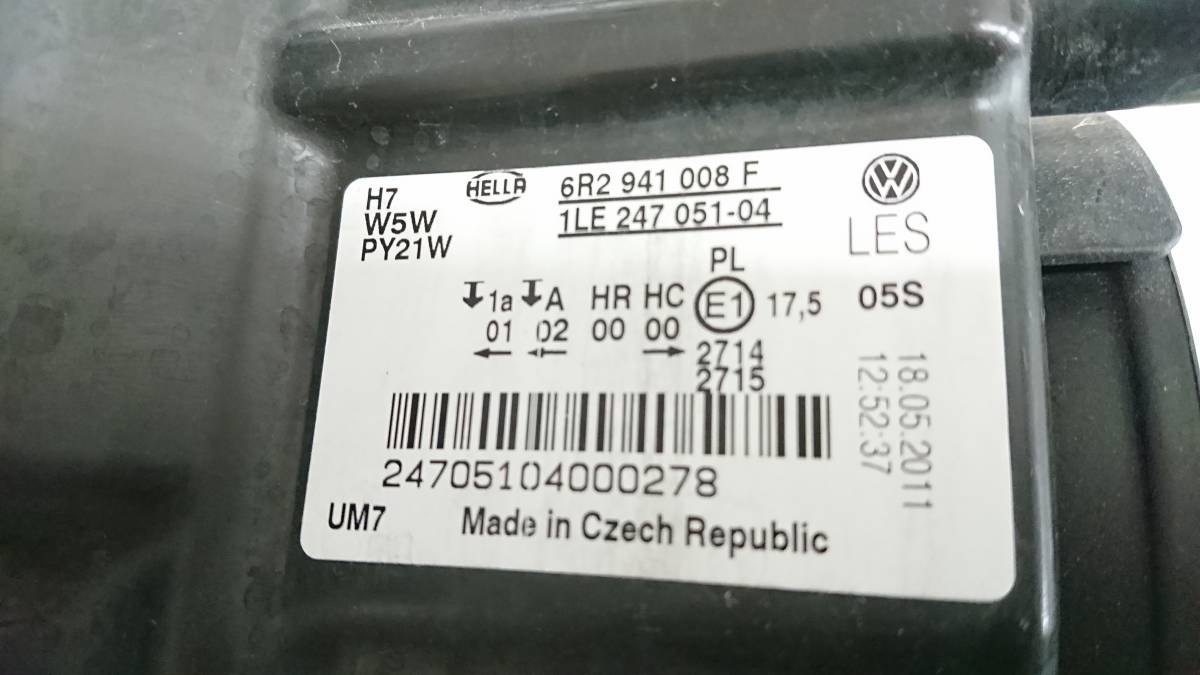 H7
W5W
PY21W
HELLA
6R2 941 008 F
1LE 247 051-04
LES
PL
1a A HR HC E1 17,5 05S
01 02 00 00
2714
2715
18.05.2011
12:52:37
24705104000278
UM7 Made in Czech Republic